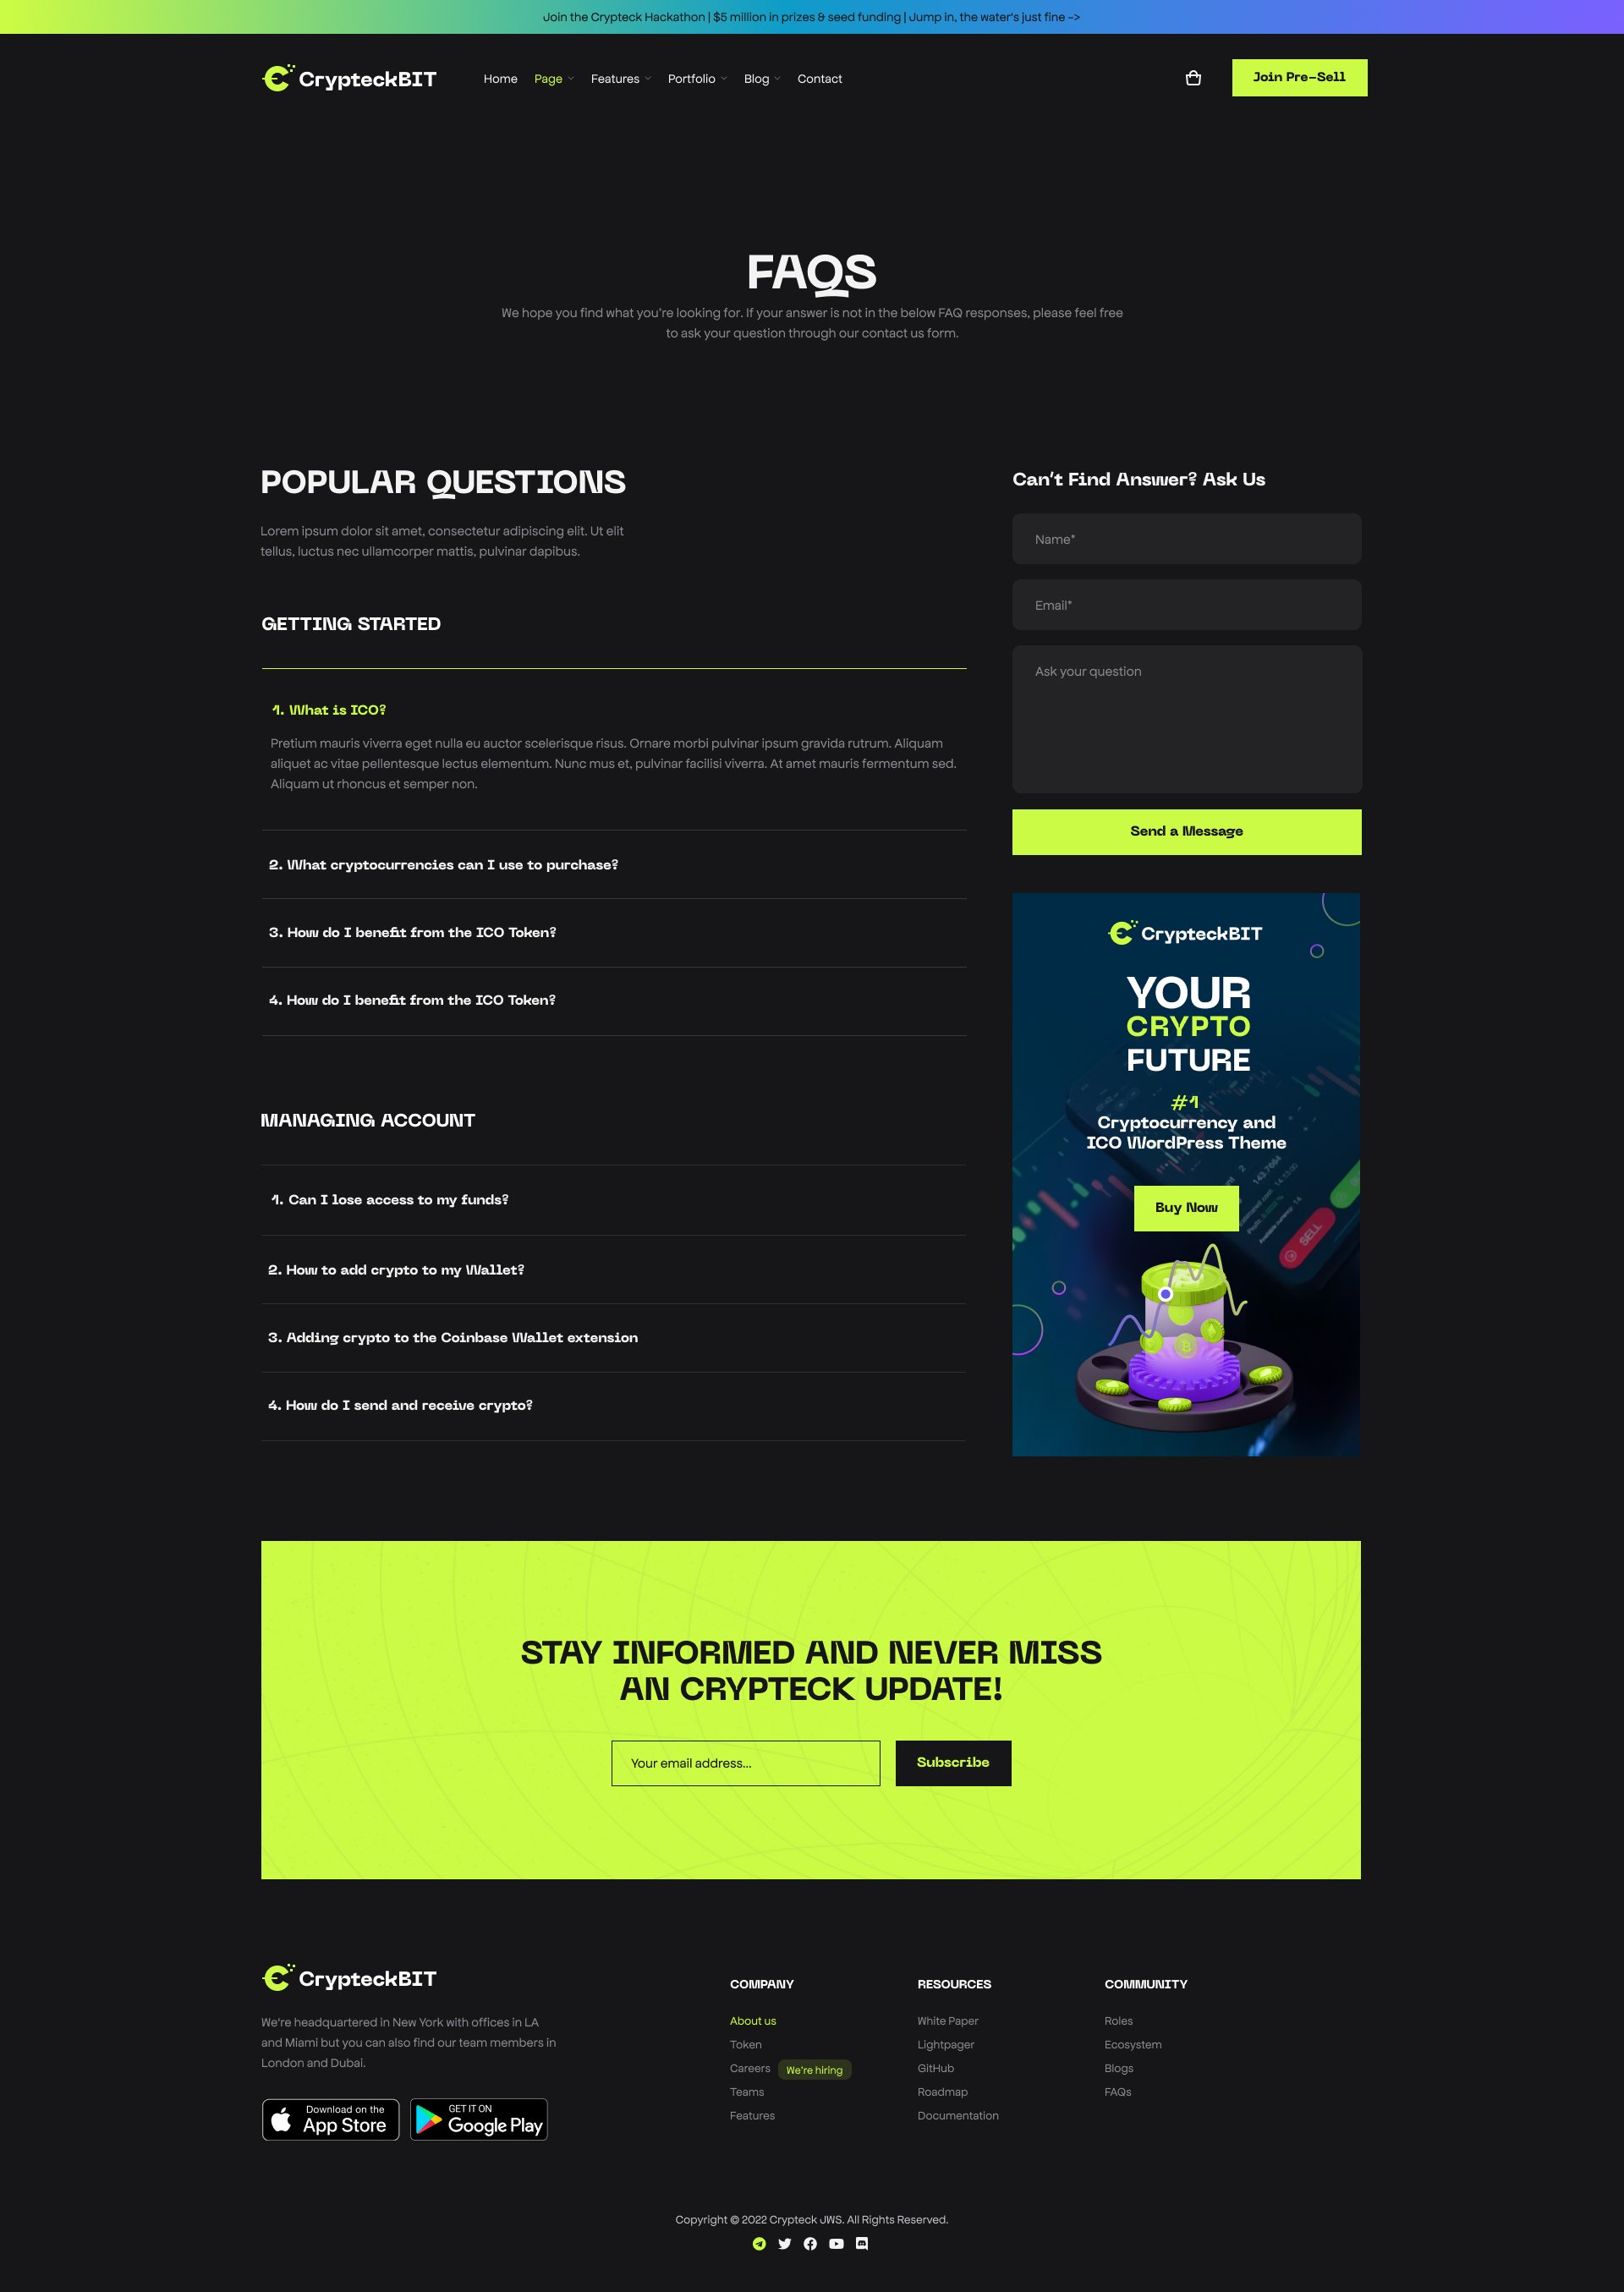 Join the Crypteck Hackathon | $5 million in prizes & seed funding | Jump in, the water's just fine ->
CrypteckBIT
Home Page Features Portfolio Blog Contact
Join Pre-Sell
FAQS
We hope you find what you're looking for. If your answer is not in the below FAQ responses, please feel free
to ask your question through our contact us form.
POPULAR QUESTIONS
Lorem ipsum dolor sit amet, consectetur adipiscing elit. Ut elit
tellus, luctus nec ullamcorper mattis, pulvinar dapibus.
GETTING STARTED
1. What is ICO?
Pretium mauris viverra eget nulla eu auctor scelerisque risus. Ornare morbi pulvinar ipsum gravida rutrum. Aliquam
aliquet ac vitae pellentesque lectus elementum. Nunc mus et, pulvinar facilisi viverra. At amet mauris fermentum sed.
Aliquam ut rhoncus et semper non.
2. What cryptocurrencies can I use to purchase?
3. How do I benefit from the ICO Token?
4. How do I benefit from the ICO Token?
MANAGING ACCOUNT
1. Can I lose access to my funds?
2. How to add crypto to my Wallet?
3. Adding crypto to the Coinbase Wallet extension
4. How do I send and receive crypto?
Can't Find Answer? Ask Us
Name*
Email*
Ask your question
Send a Message
CrypteckBIT
YOUR
CRYPTO
FUTURE
#1
Cryptocurrency and
ICO WordPress Theme
Buy Now
SELL
STAY INFORMED AND NEVER MISS
AN CRYPTECK UPDATE!
Your email address...
Subscribe
CrypteckBIT
We're headquartered in New York with offices in LA
and Miami but you can also find our team members in
London and Dubai.
Download on the
App Store
GET IT ON
Google Play
COMPANY
About us
Token
Careers We're hiring
Teams
Features
RESOURCES
White Paper
Lightpager
GitHub
Roadmap
Documentation
COMMUNITY
Roles
Ecosystem
Blogs
FAQs
Copyright © 2022 Crypteck JWS. All Rights Reserved.